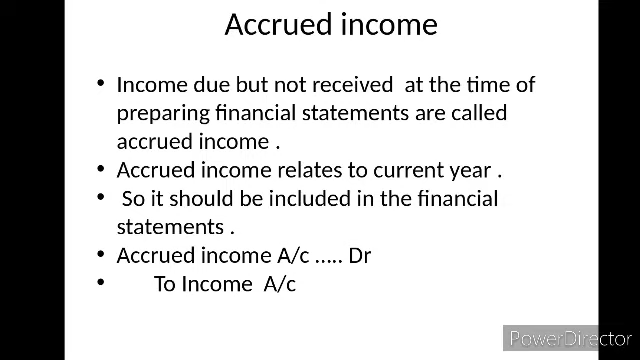 Accrued income
• Income due but not received at the time of
preparing financial statements are called
accrued income .
• Accrued income relates to current year .
• So it should be included in the financial
statements .
• Accrued income A/c ..... Dr
• To Income A/c
PowerDirector